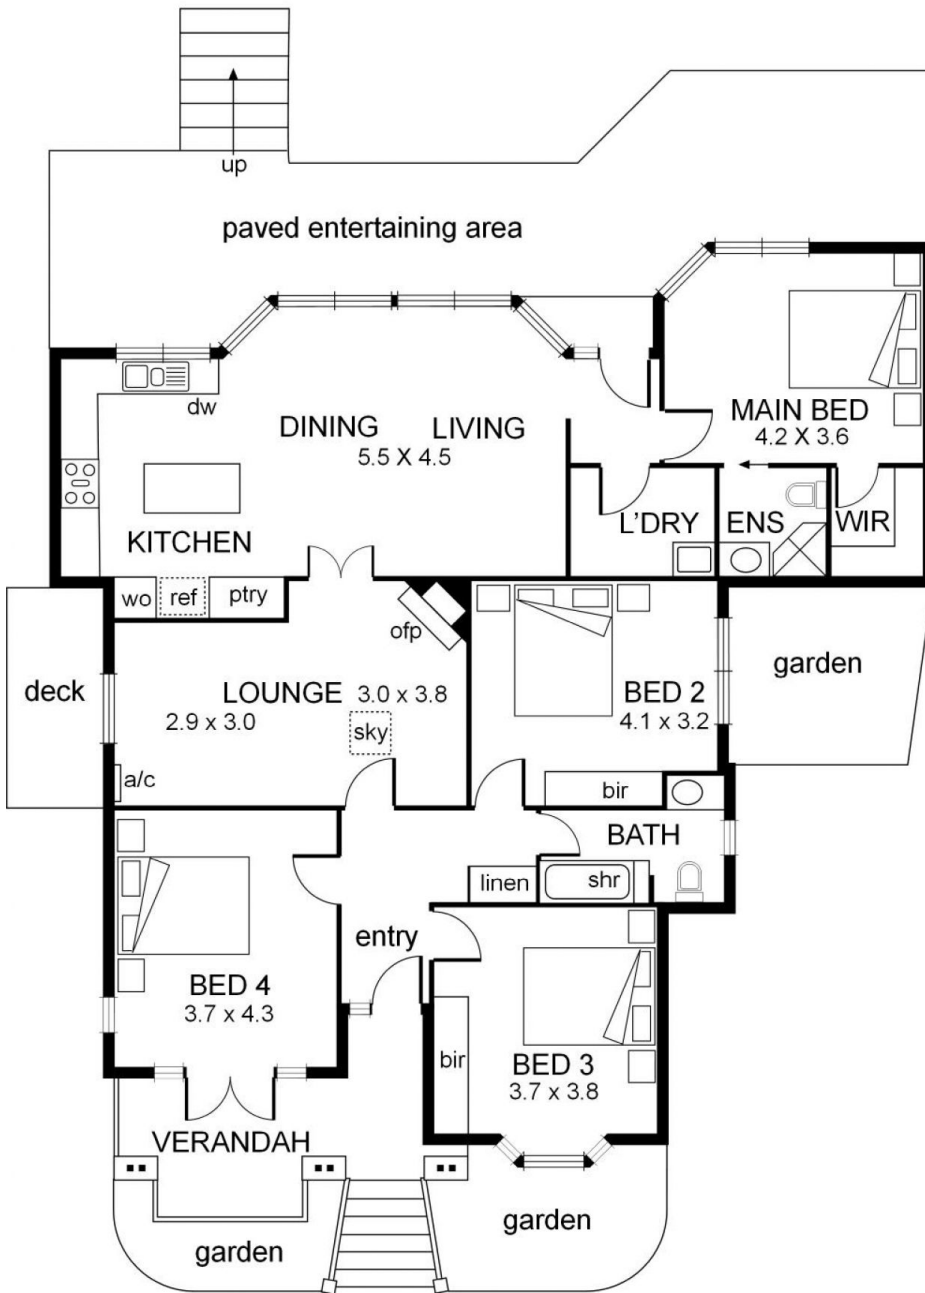 up
paved entertaining area
dw
DINING LIVING
5.5 X 4.5
MAIN BED
4.2 X 3.6
KITCHEN
L'DRY
ENS
WIR
wo
ref
ptry
ofp
deck
LOUNGE 3.0 x 3.8
2.9 x 3.0
sky
a/c
BED 2
4.1 x 3.2
garden
bir
BATH
linen
shr
entry
BED 4
3.7 x 4.3
bir
BED 3
3.7 x 3.8
VERANDAH
garden
garden